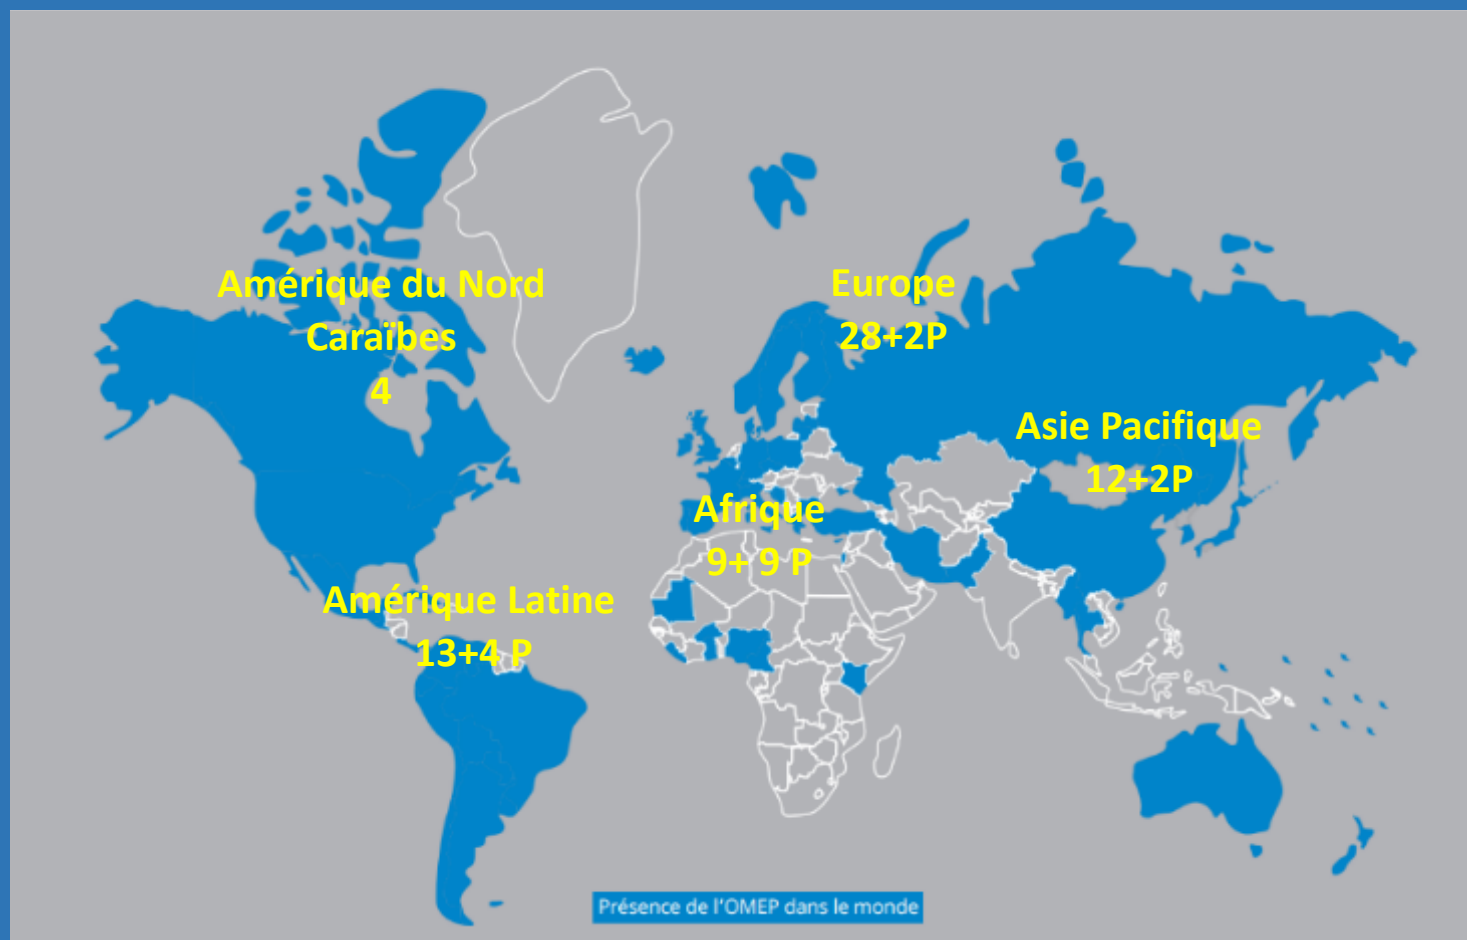 Amérique du Nord
Caraïbes
4
Europe
28+2P
Asie Pacifique
12+2P
Afrique
9+ 9 P
Amérique Latine
13+4 P
Présence de l'OMEP dans le monde